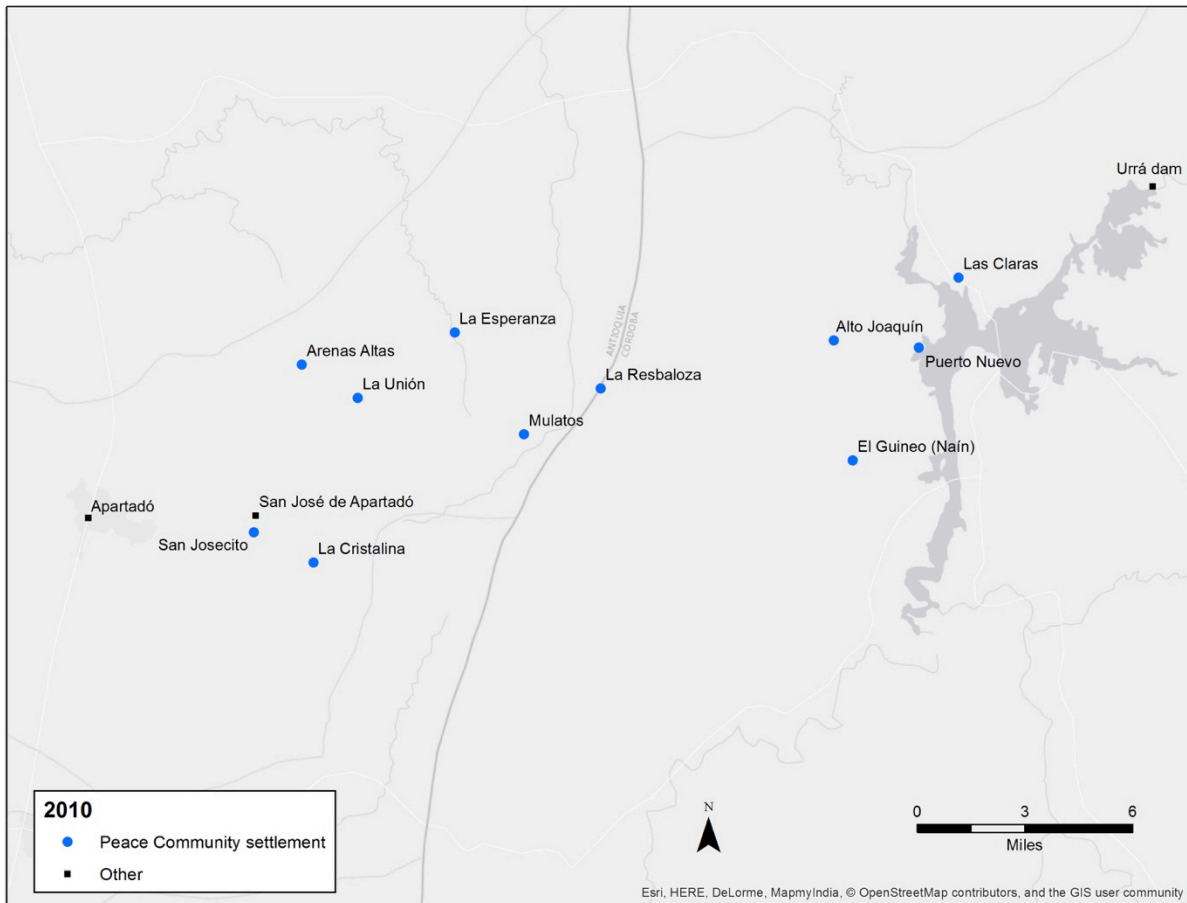 Urrá dam
Las Claras
La Esperanza
ANTIOQUIA
CORDOBA
Alto Joaquín
Arenas Altas
Puerto Nuevo
La Unión
La Resbaloza
Mulatos
El Guineo (Naín)
Apartadó
San José de Apartadó
San Josecito
La Cristalina
2010
Peace Community settlement
Other
N
0 3 6
Miles
Esri, HERE, DeLorme, MapmyIndia, © OpenStreetMap contributors, and the GIS user community